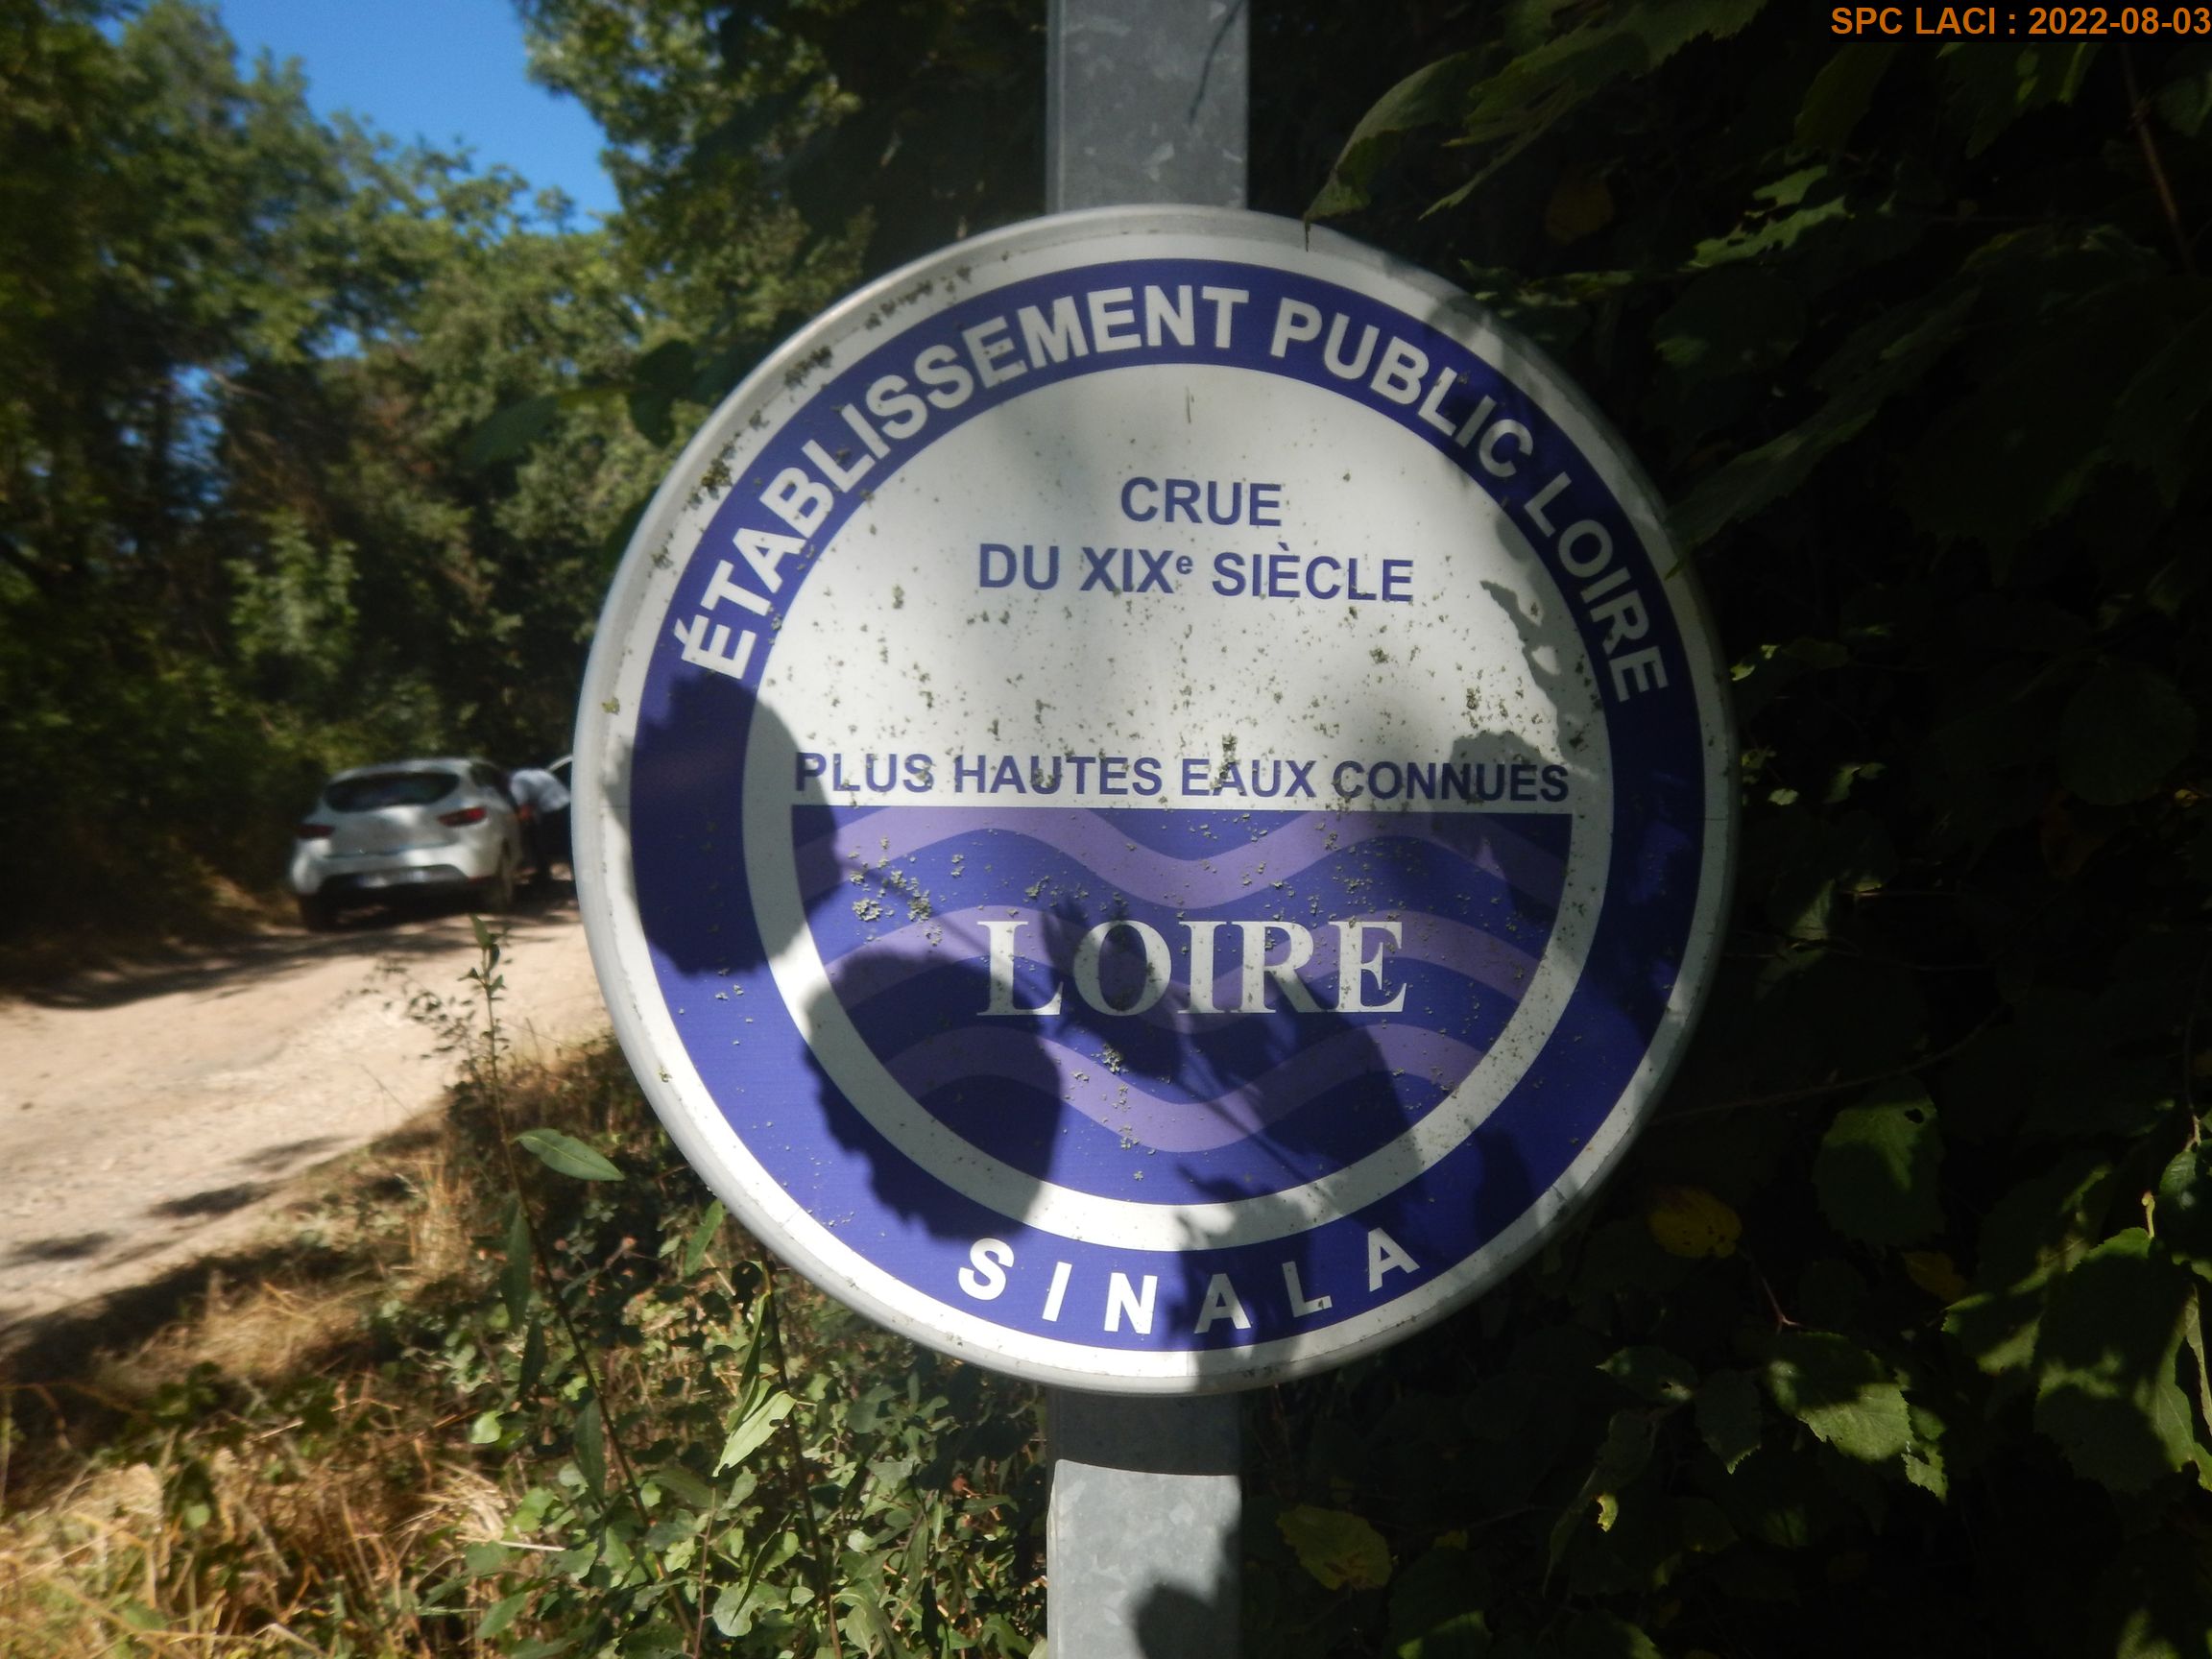 SPC LACI : 2022-08-03
ÉTABLISSEMENT PUBLIC LOIRE
CRUE
DU XIXe SIÈCLE
PLUS HAUTES EAUX CONNUES
LOIRE
SINALA